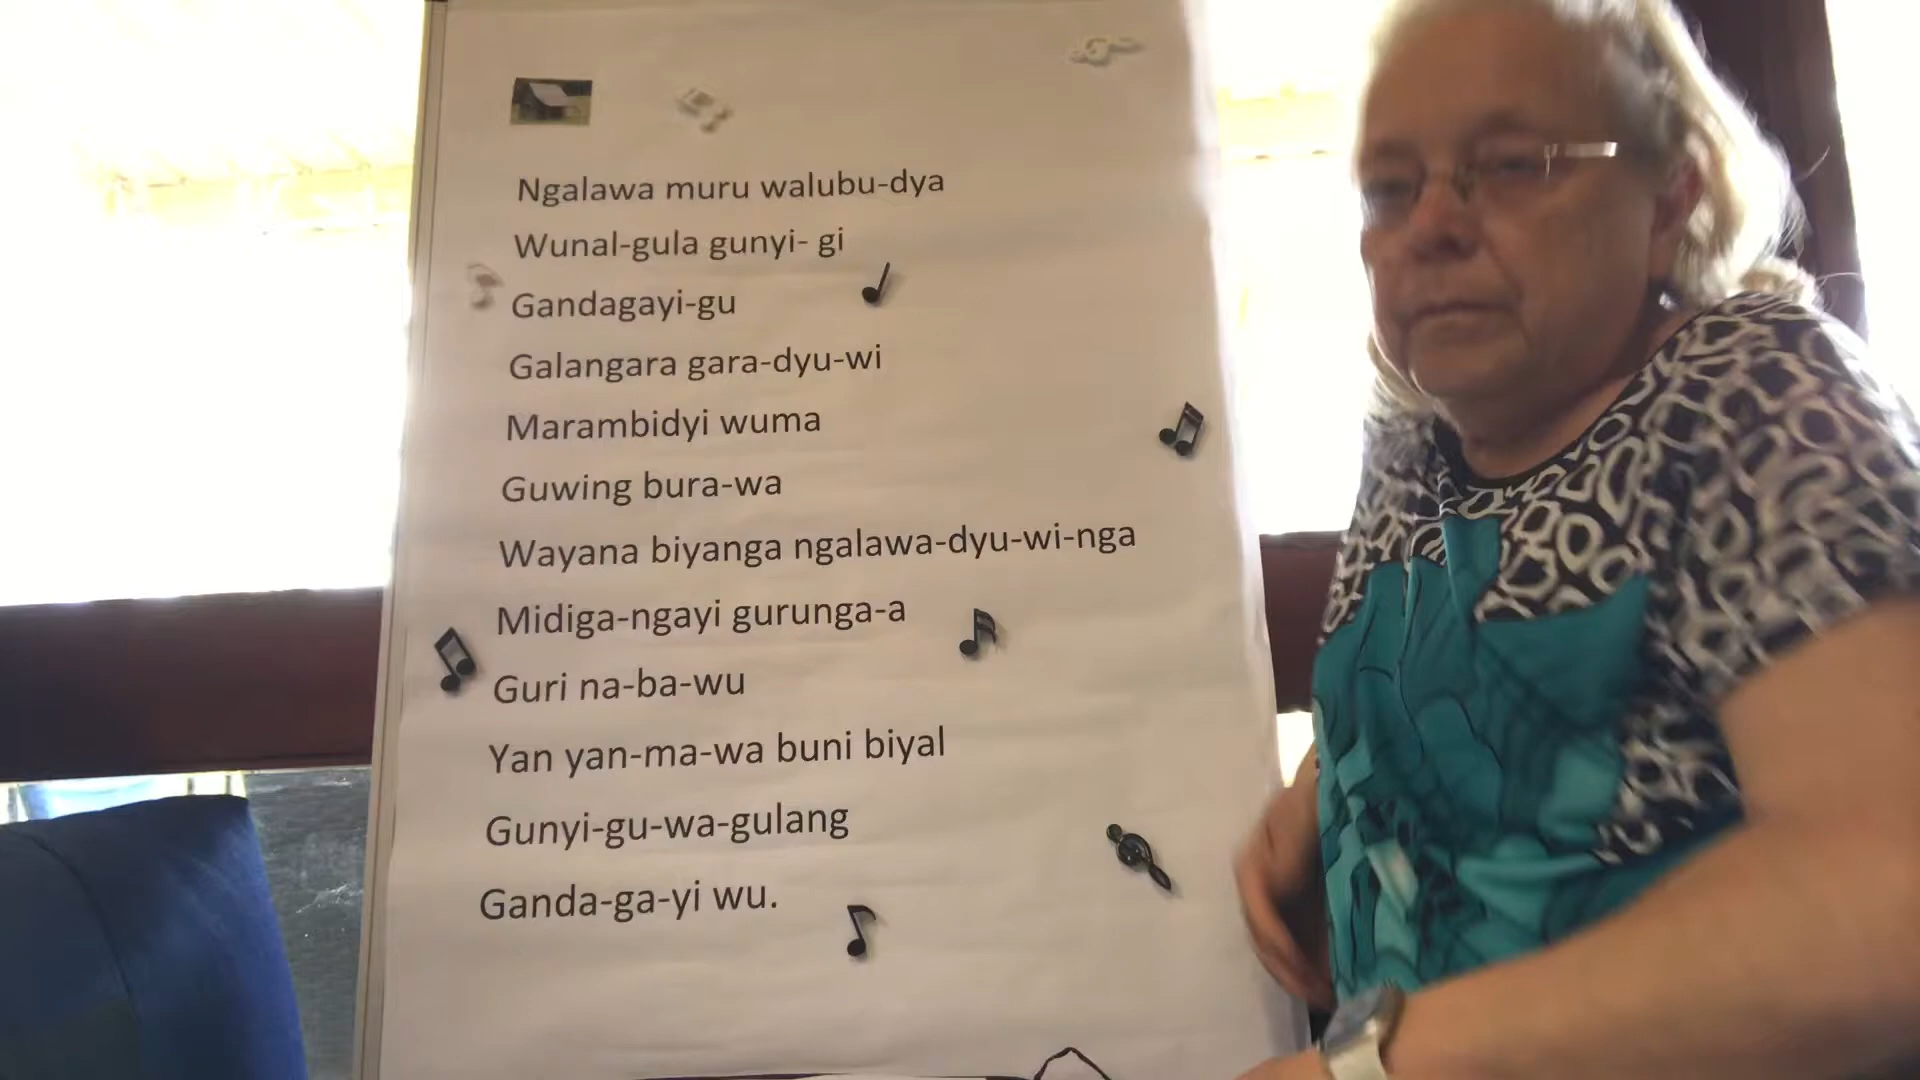 Ngalawa muru walubu-dya
Wunal-gula gunyi- gi
Gandagayi-gu
Galangara gara-dyu-wi
Marambidyi wuma
Guwing bura-wa
Wayana biyanga ngalawa-dyu-wi-nga
Midiga-ngayi gurunga-a
Guri na-ba-wu
Yan yan-ma-wa buni biyal
Gunyi-gu-wa-gulang
Ganda-ga-yi wu.